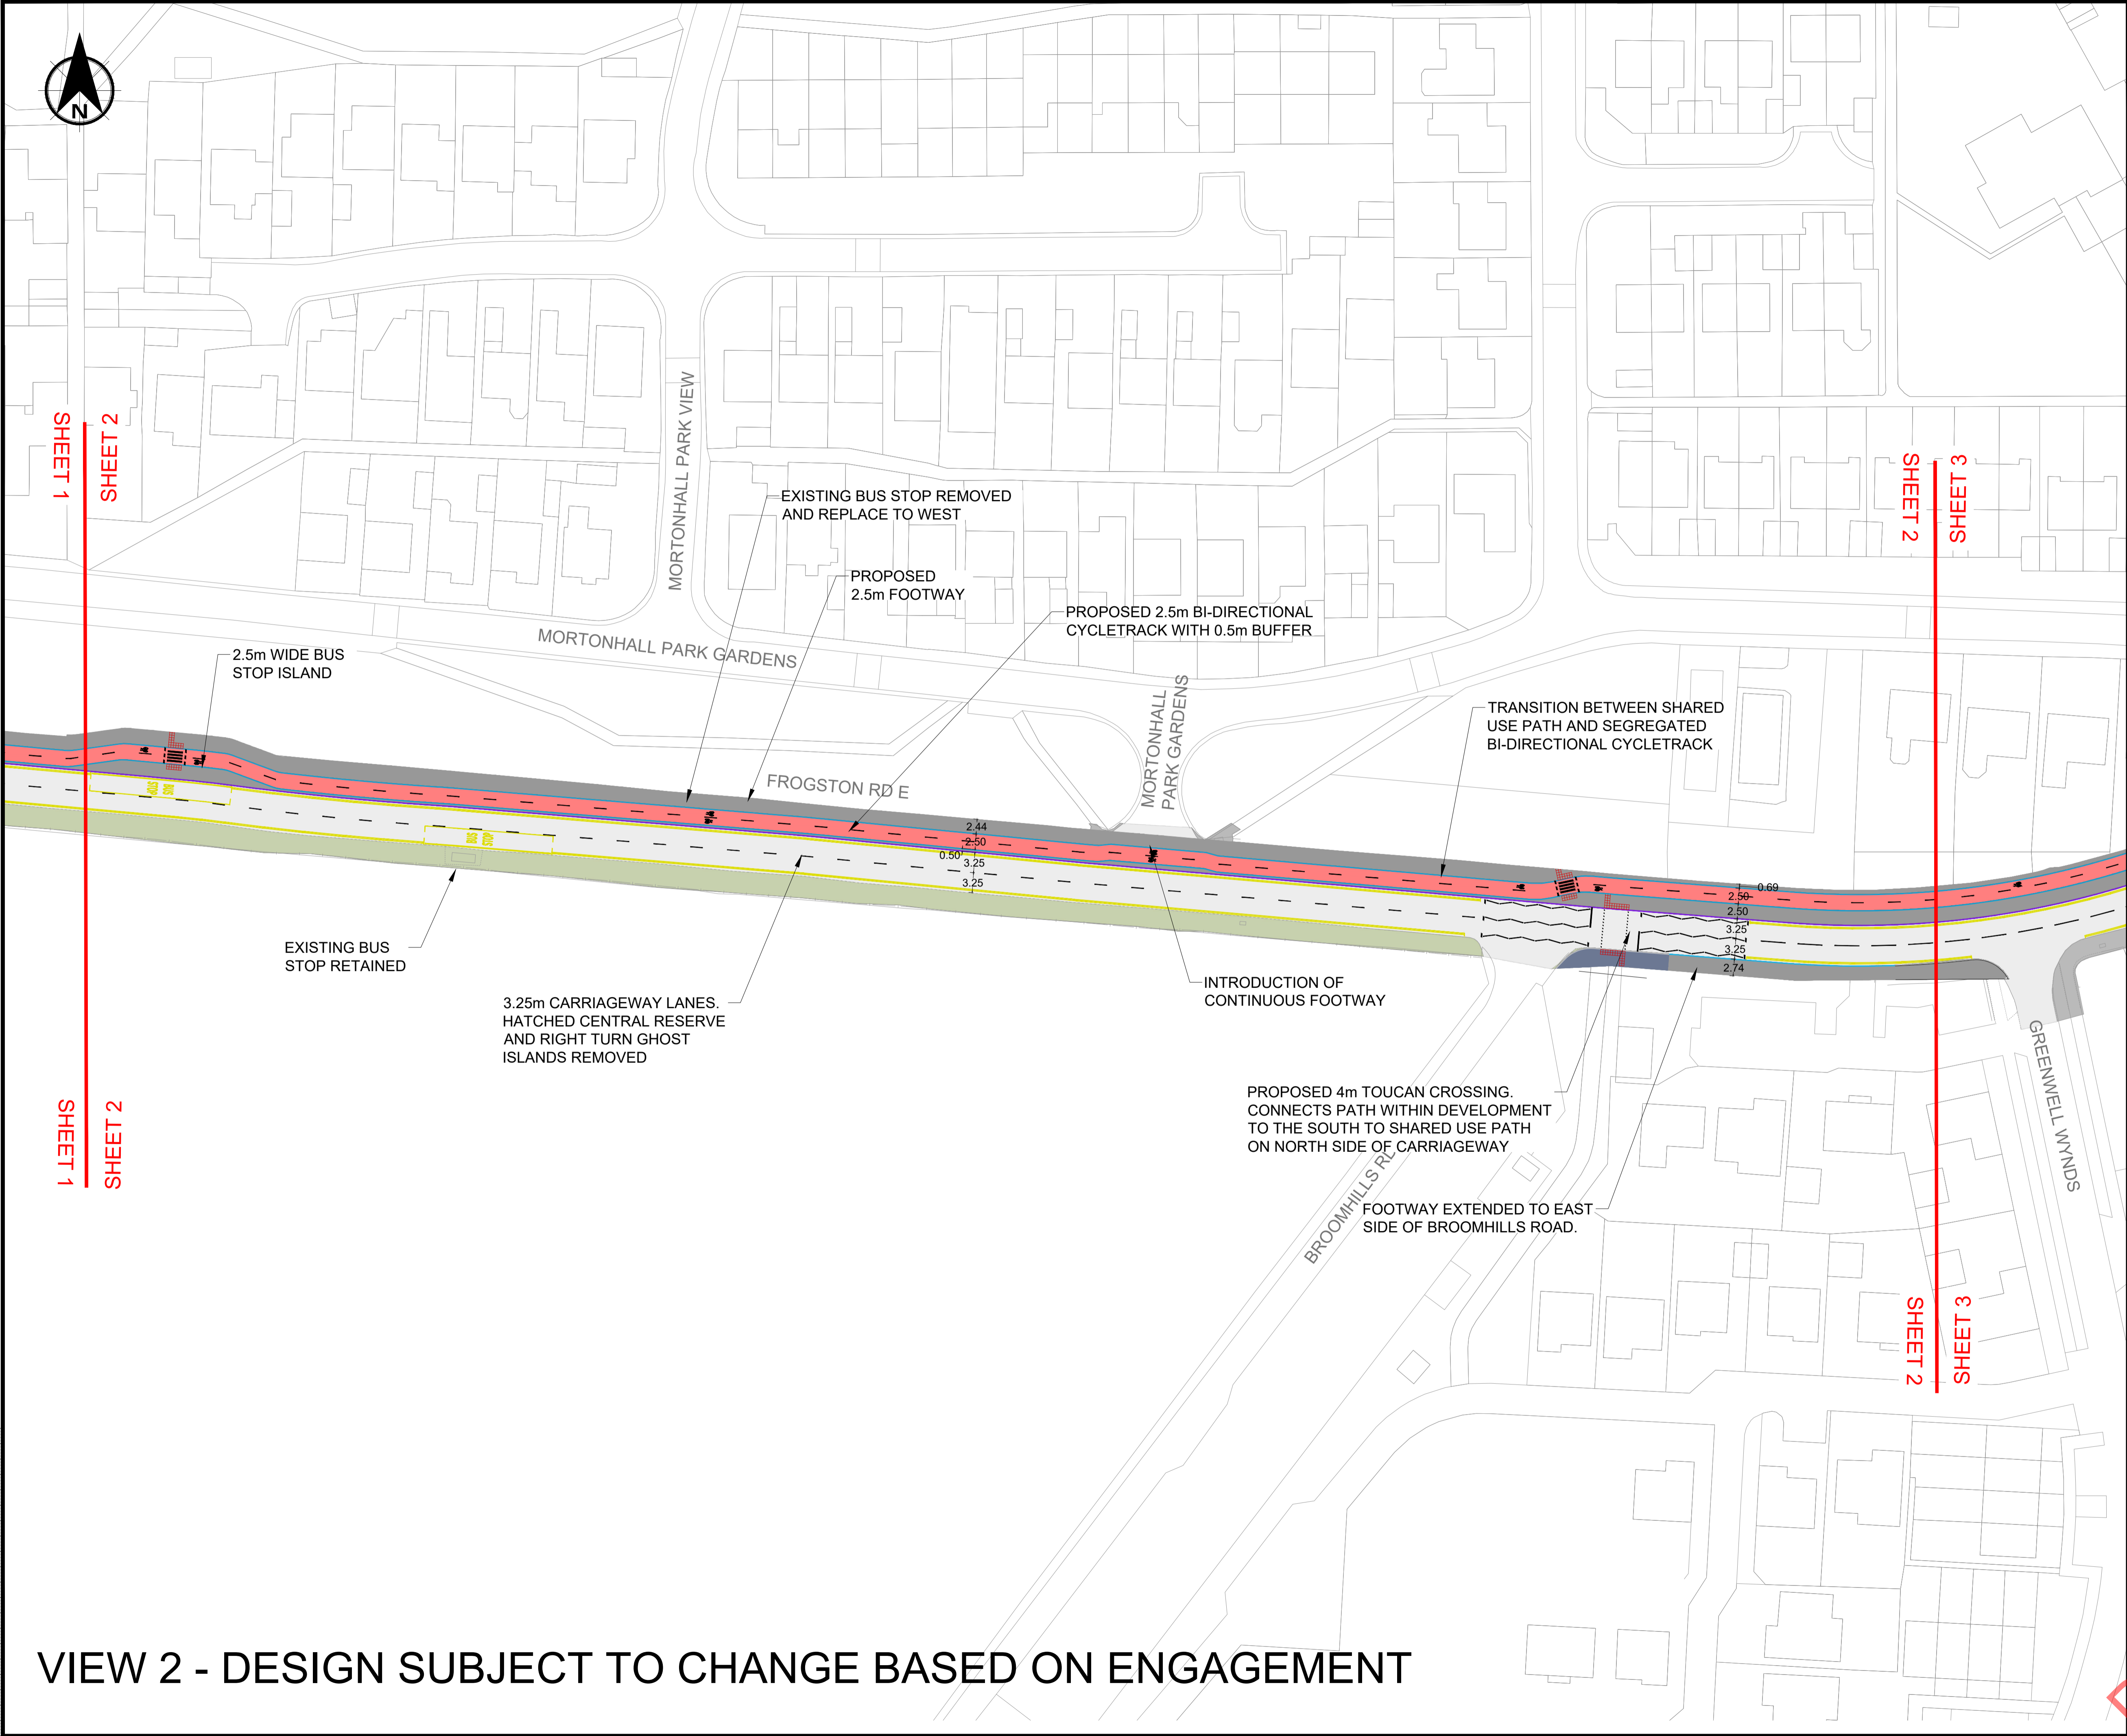 N
SHEET 1
SHEET 2
SHEET 2
SHEET 3
MORTONHALL PARK VIEW
EXISTING BUS STOP REMOVED
AND REPLACE TO WEST
PROPOSED
2.5m FOOTWAY
PROPOSED 2.5m BI-DIRECTIONAL
CYCLETRACK WITH 0.5m BUFFER
MORTONHALL PARK GARDENS
2.5m WIDE BUS
STOP ISLAND
MORTONHALL
PARK GARDENS
TRANSITION BETWEEN SHARED
USE PATH AND SEGREGATED
BI-DIRECTIONAL CYCLETRACK
FROGSTON RD E
BUS
STOP
BUS
STOP
2.44
2.50
0.50
3.25
3.25
0.69
2.50
2.50
3.25
3.25
2.74
EXISTING BUS
STOP RETAINED
3.25m CARRIAGEWAY LANES.
HATCHED CENTRAL RESERVE
AND RIGHT TURN GHOST
ISLANDS REMOVED
INTRODUCTION OF
CONTINUOUS FOOTWAY
PROPOSED 4m TOUCAN CROSSING.
CONNECTS PATH WITHIN DEVELOPMENT
TO THE SOUTH TO SHARED USE PATH
ON NORTH SIDE OF CARRIAGEWAY
GREENWELL WYNDS
BROOMHILLS RD
FOOTWAY EXTENDED TO EAST
SIDE OF BROOMHILLS ROAD.
SHEET 1
SHEET 2
SHEET 2
SHEET 3
VIEW 2 - DESIGN SUBJECT TO CHANGE BASED ON ENGAGEMENT